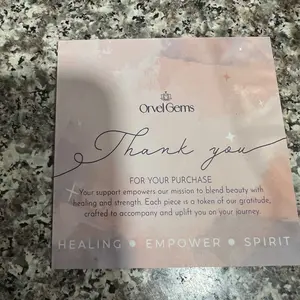 Orvel Gems
Thank you
FOR YOUR PURCHASE
Your support empowers our mission to blend beauty with
healing and strength. Each piece is a token of our gratitude,
crafted to accompany and uplift you on your journey.
HEALING ● EMPOWER ● SPIRIT